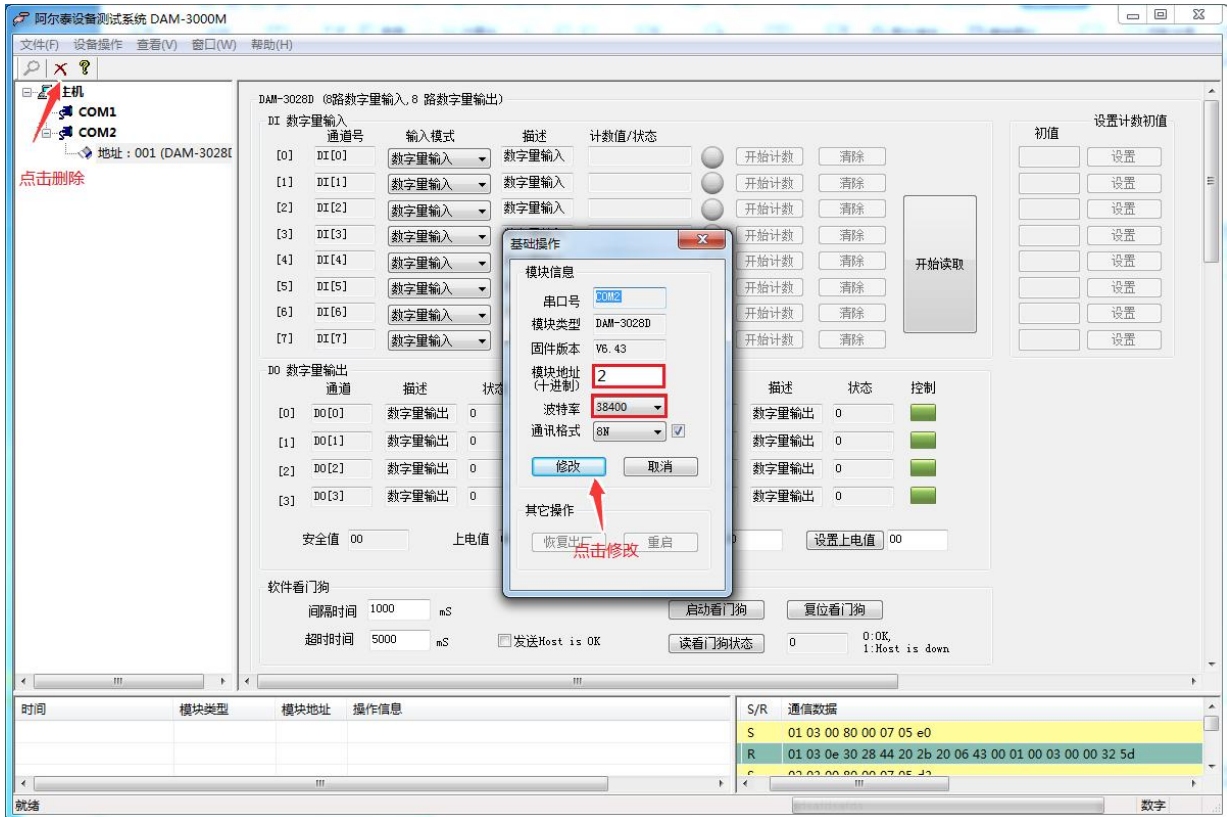 阿尔泰设备测试系统 DAM-3000M
文件(F) 设备操作 查看(V) 窗口(W) 帮助(H)
主机
COM1
COM2
地址：001 (DAM-3028D
点击删除
DAM-3028D (8路数字量输入,8 路数字量输出)
DI 数字量输入
设置计数初值
通道号 输入模式 描述 计数值/状态 初值
[0] DI[0] 数字量输入 数字量输入 开始计数 清除 设置
[1] DI[1] 数字量输入 数字量输入 开始计数 清除 设置
[2] DI[2] 数字量输入 数字量输入 开始计数 清除 设置
[3] DI[3] 数字量输入 开始计数 清除 设置
[4] DI[4] 数字量输入 开始计数 清除 设置
[5] DI[5] 数字量输入 开始计数 清除 设置
[6] DI[6] 数字量输入 开始计数 清除 设置
[7] DI[7] 数字量输入 开始计数 清除 设置
开始读取
基础操作
模块信息
串口号 COM2
模块类型 DAM-3028D
固件版本 V6.43
模块地址
(十进制) 2
波特率 38400
通讯格式 8N
修改 取消
其它操作
恢复出厂 重启
点击修改
DO 数字量输出
通道 描述 状态 描述 状态 控制
[0] DO[0] 数字量输出 0 数字量输出 0
[1] DO[1] 数字量输出 0 数字量输出 0
[2] DO[2] 数字量输出 0 数字量输出 0
[3] DO[3] 数字量输出 0 数字量输出 0
安全值 00 上电值 设置上电值 00
软件看门狗
间隔时间 1000 mS 启动看门狗 复位看门狗
超时时间 5000 mS 发送Host is OK 读看门狗状态 0 0:OK,
1:Host is down
时间 模块类型 模块地址 操作信息
S/R 通信数据
S 01 03 00 80 00 07 05 e0
R 01 03 0e 30 28 44 20 2b 20 06 43 00 01 00 03 00 00 32 5d
S 02 03 00 80 00 07 05 d3
就绪 数字